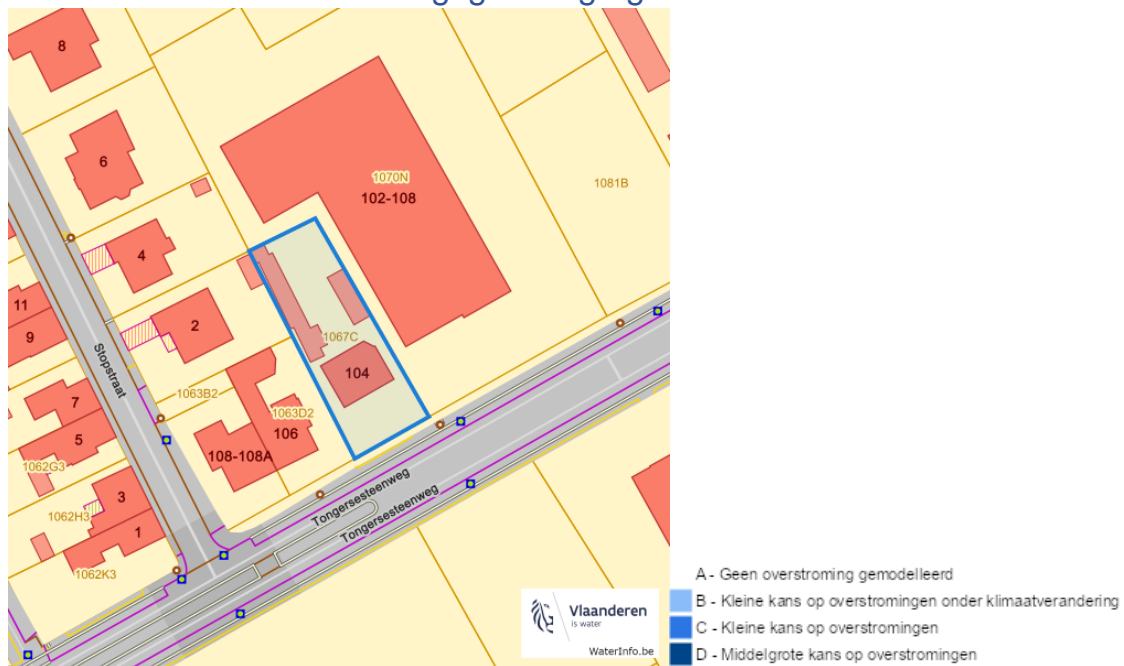 8
6
1070N
102-108
1081B
4
11
9
2
1067C
104
Stopstraat
1063B2
7
5
1063D2
106
108-108A
1062G3
3
1062H3
1
1062K3
Tongersesteenweg
Tongersesteenweg
Vlaanderen
is water
WaterInfo.be
A - Geen overstroming gemodelleerd
B - Kleine kans op overstromingen onder klimaatverandering
C - Kleine kans op overstromingen
D - Middelgrote kans op overstromingen